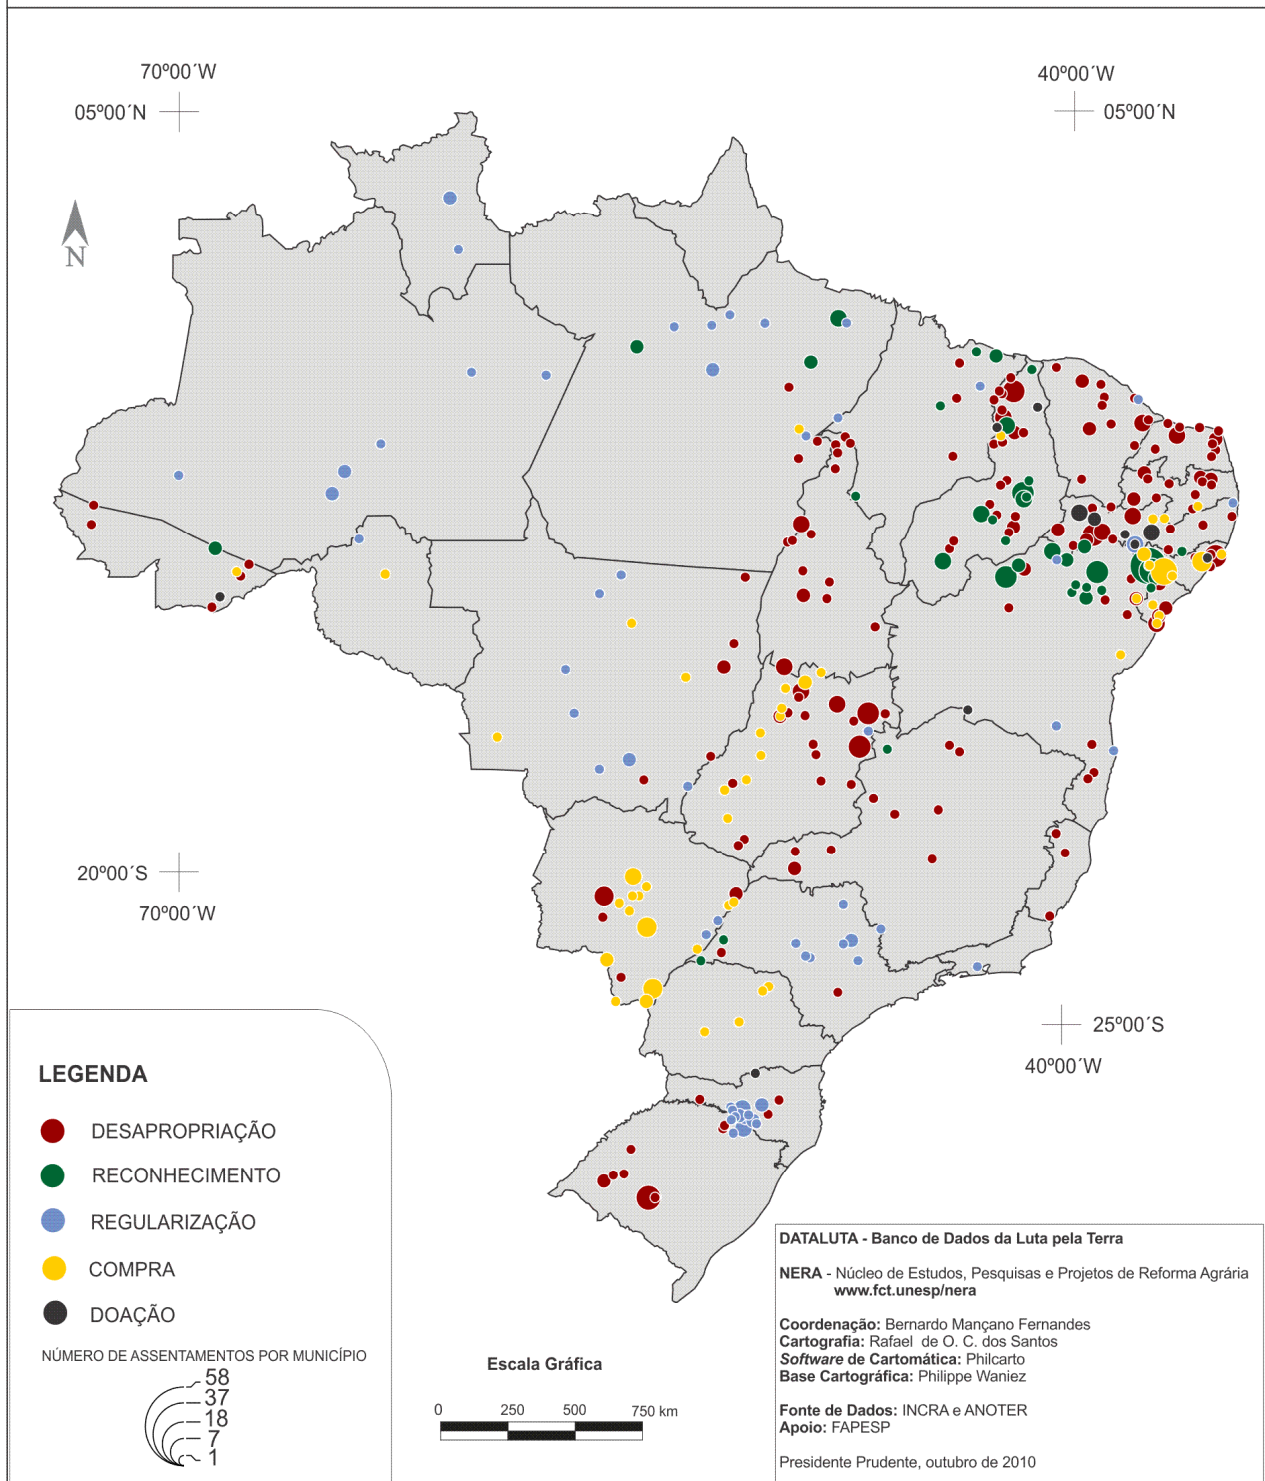 70º00´W
40º00´W
05º00´N
05º00´N
N
20º00´S
70º00´W
25º00´S
40º00´W
LEGENDA
DESAPROPRIAÇÃO
RECONHECIMENTO
REGULARIZAÇÃO
COMPRA
DOAÇÃO
NÚMERO DE ASSENTAMENTOS POR MUNICÍPIO
58
37
18
7
1
Escala Gráfica
0 250 500 750 km
DATALUTA - Banco de Dados da Luta pela Terra
NERA - Núcleo de Estudos, Pesquisas e Projetos de Reforma Agrária
www.fct.unesp/nera
Coordenação: Bernardo Mançano Fernandes
Cartografia: Rafael de O. C. dos Santos
Software de Cartomática: Philcarto
Base Cartográfica: Philippe Waniez
Fonte de Dados: INCRA e ANOTER
Apoio: FAPESP
Presidente Prudente, outubro de 2010